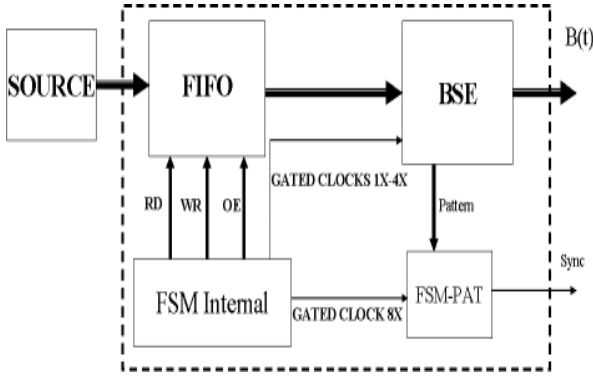 B(t)
SOURCE
FIFO
BSE
GATED CLOCKS 1X-4X
RD
WR
OE
Pattern
Sync
FSM Internal
FSM-PAT
GATED CLOCK 8X